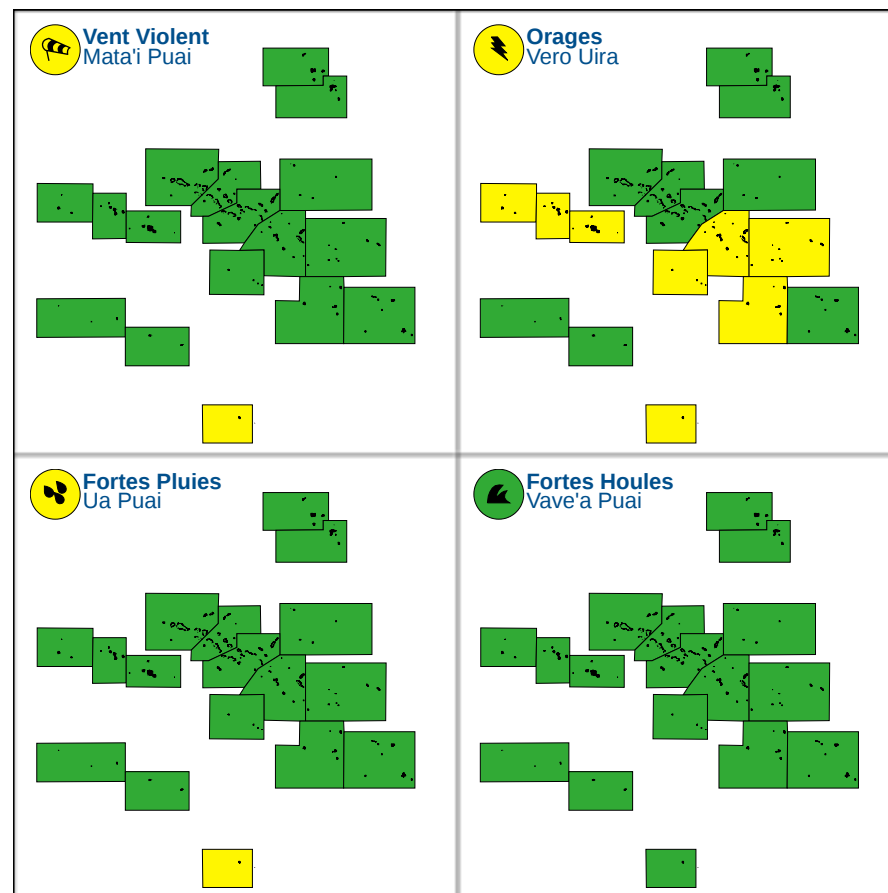 Vent Violent
Mata'i Puai
Orages
Vero Uira
Fortes Pluies
Ua Puai
Fortes Houles
Vave'a Puai